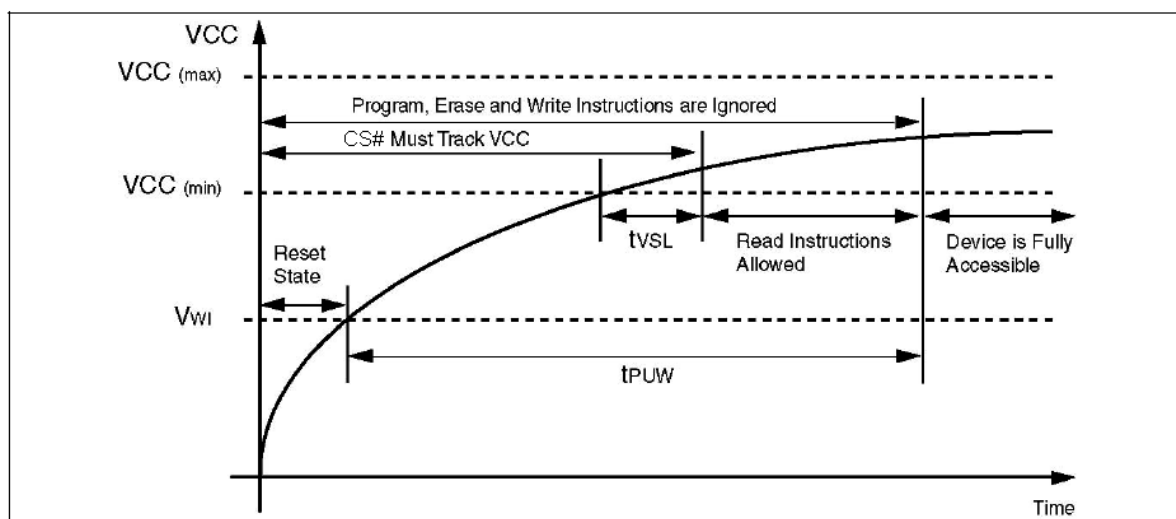 VCC
VCC (max)
Program, Erase and Write Instructions are Ignored
CS# Must Track VCC
VCC (min)
tVSL
Read Instructions
Allowed
Device is Fully
Accessible
Reset
State
VWI
tPUW
Time